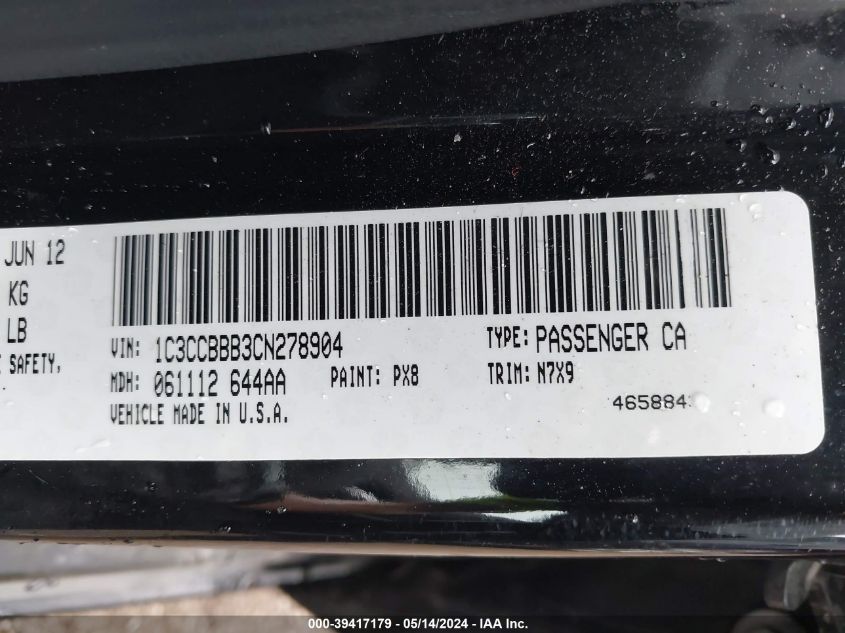 JUN 12
KG
LB
SAFETY,
VIN: 1C3CCBBB3CN278904 TYPE: PASSENGER CA
MDH: 061112 644AA PAINT: PX8 TRIM: N7X9
VEHICLE MADE IN U.S.A.
000-39417179 - 05/14/2024 - IAA Inc.